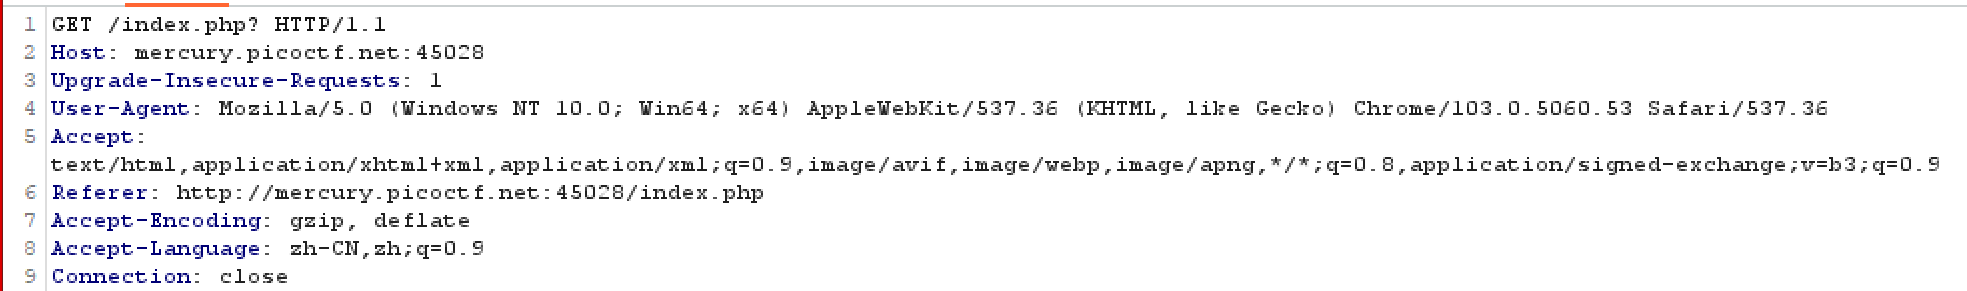 1 GET /index.php? HTTP/1.1
2 Host: mercury.picoctf.net:45028
3 Upgrade-Insecure-Requests: 1
4 User-Agent: Mozilla/5.0 (Windows NT 10.0; Win64; x64) AppleWebKit/537.36 (KHTML, like Gecko) Chrome/103.0.5060.53 Safari/537.36
5 Accept:
text/html,application/xhtml+xml,application/xml;q=0.9,image/avif,image/webp,image/apng,*/*;q=0.8,application/signed-exchange;v=b3;q=0.9
6 Referer: http://mercury.picoctf.net:45028/index.php
7 Accept-Encoding: gzip, deflate
8 Accept-Language: zh-CN,zh;q=0.9
9 Connection: close